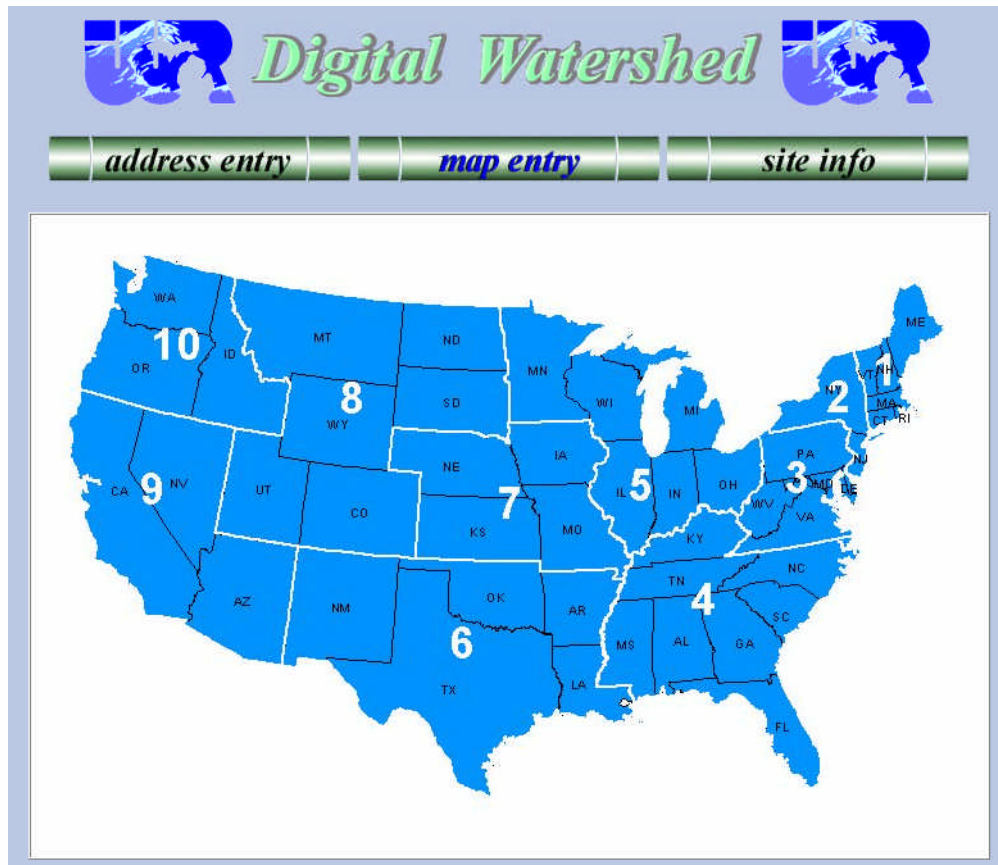 Digital Watershed
address entry map entry site info
WA MT ND MN ME
10 ID 8 VT NH 1
OR WY SD WI MI NY 2 MA
CT RI
NE IA PA NJ
CA 9 NV UT CO 7 IL 5 IN OH 3 MD DE
KS MO WV VA
KY
AZ NM OK AR TN NC
6 4 SC
TX LA MS AL GA
FL